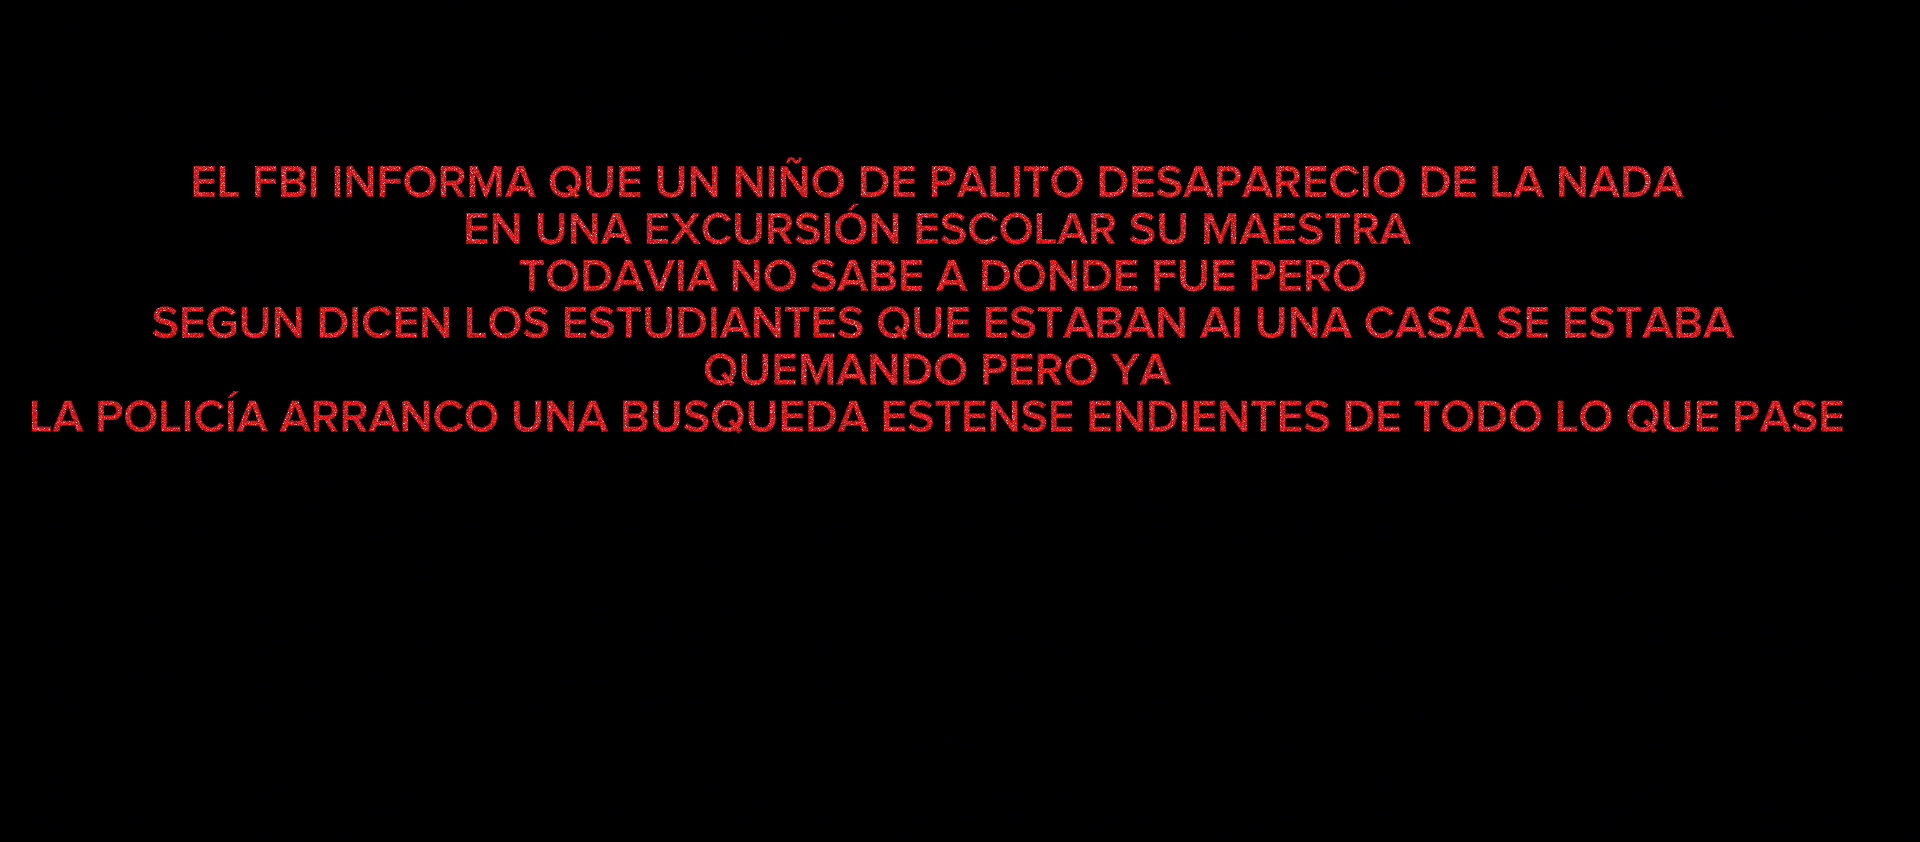 EL FBI INFORMA QUE UN NIÑO DE PALITO DESAPARECIO DE LA NADA
EN UNA EXCURSIÓN ESCOLAR SU MAESTRA
TODAVIA NO SABE A DONDE FUE PERO
SEGUN DICEN LOS ESTUDIANTES QUE ESTABAN AI UNA CASA SE ESTABA
QUEMANDO PERO YA
LA POLICÍA ARRANCO UNA BUSQUEDA ESTENSE ENDIENTES DE TODO LO QUE PASE